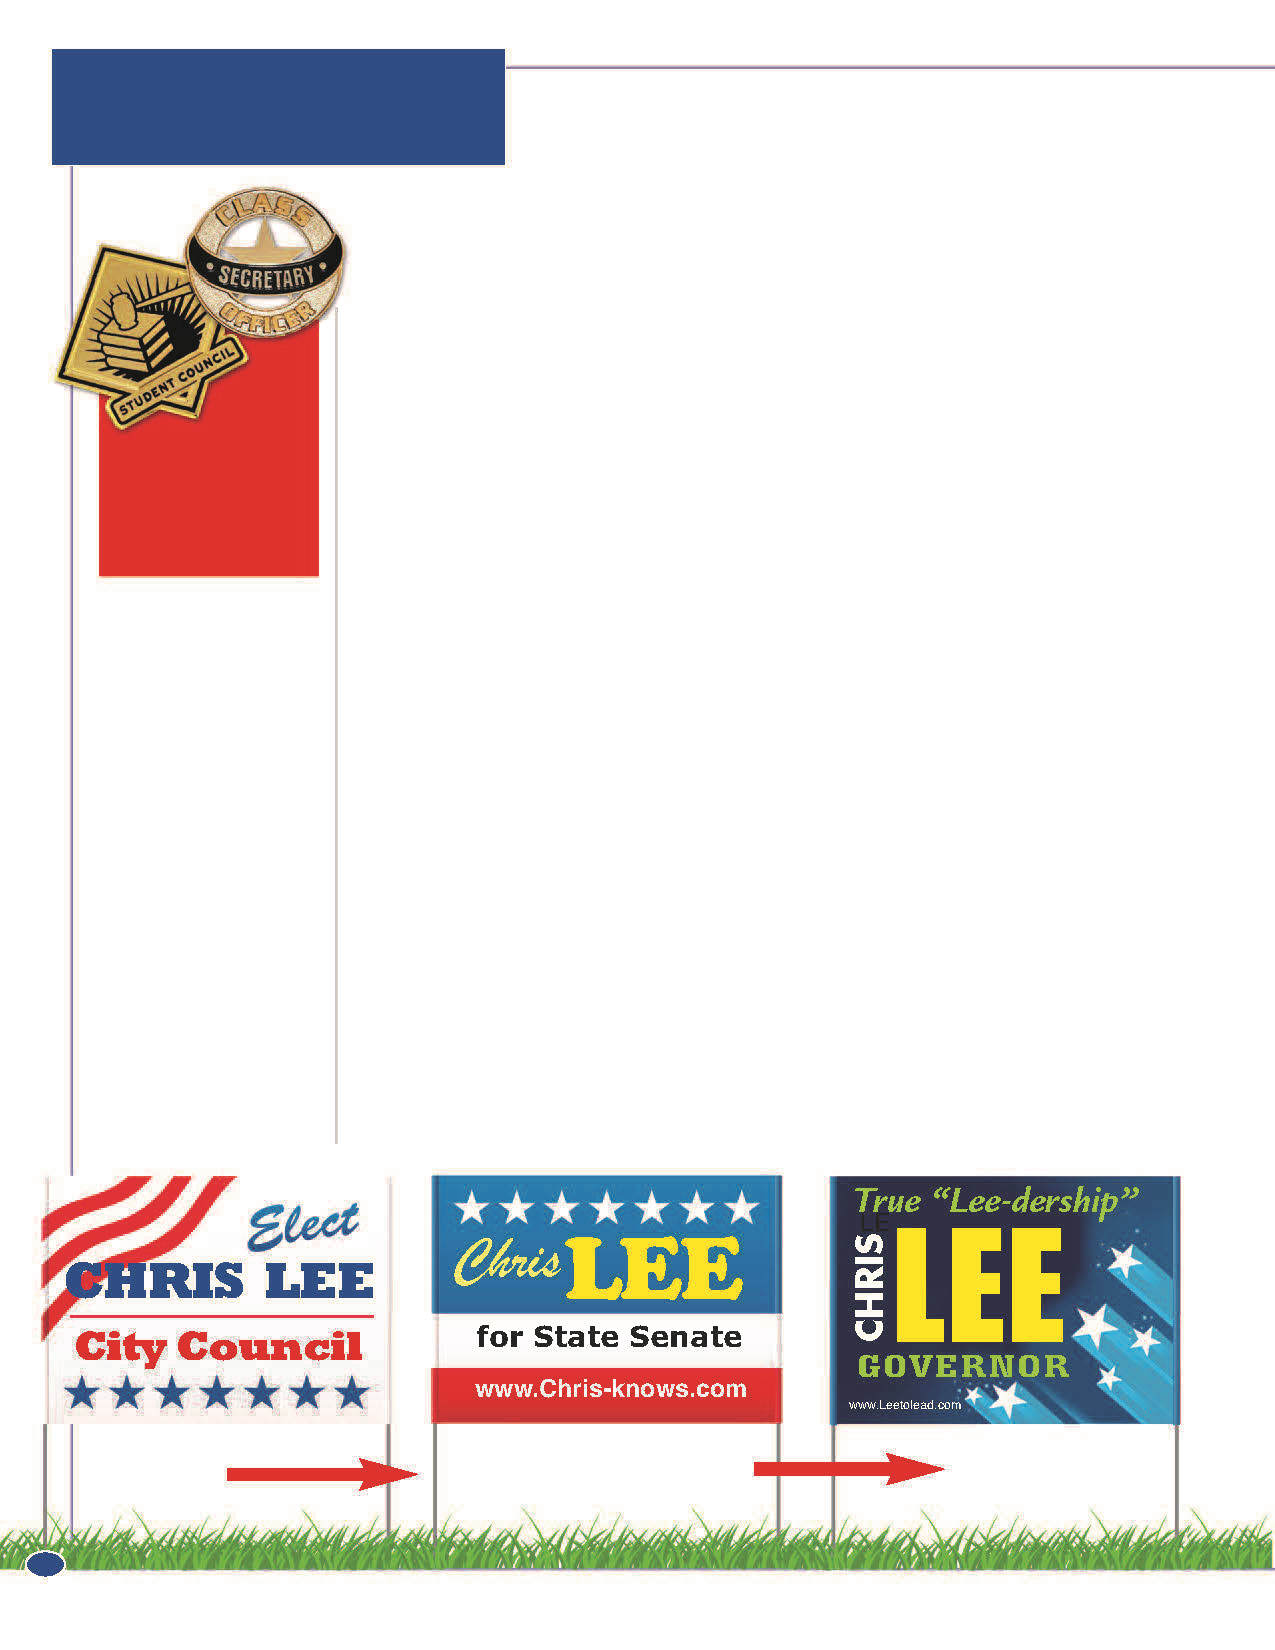 CLASS
SECRETARY
OFFICER
STUDENT COUNCIL
Elect
CHRIS LEE
City Council
Chris LEE
for State Senate
www.Chris-knows.com
True “Lee-dership”
LE
CHRIS
LEE
GOVERNOR
www.Leetolead.com